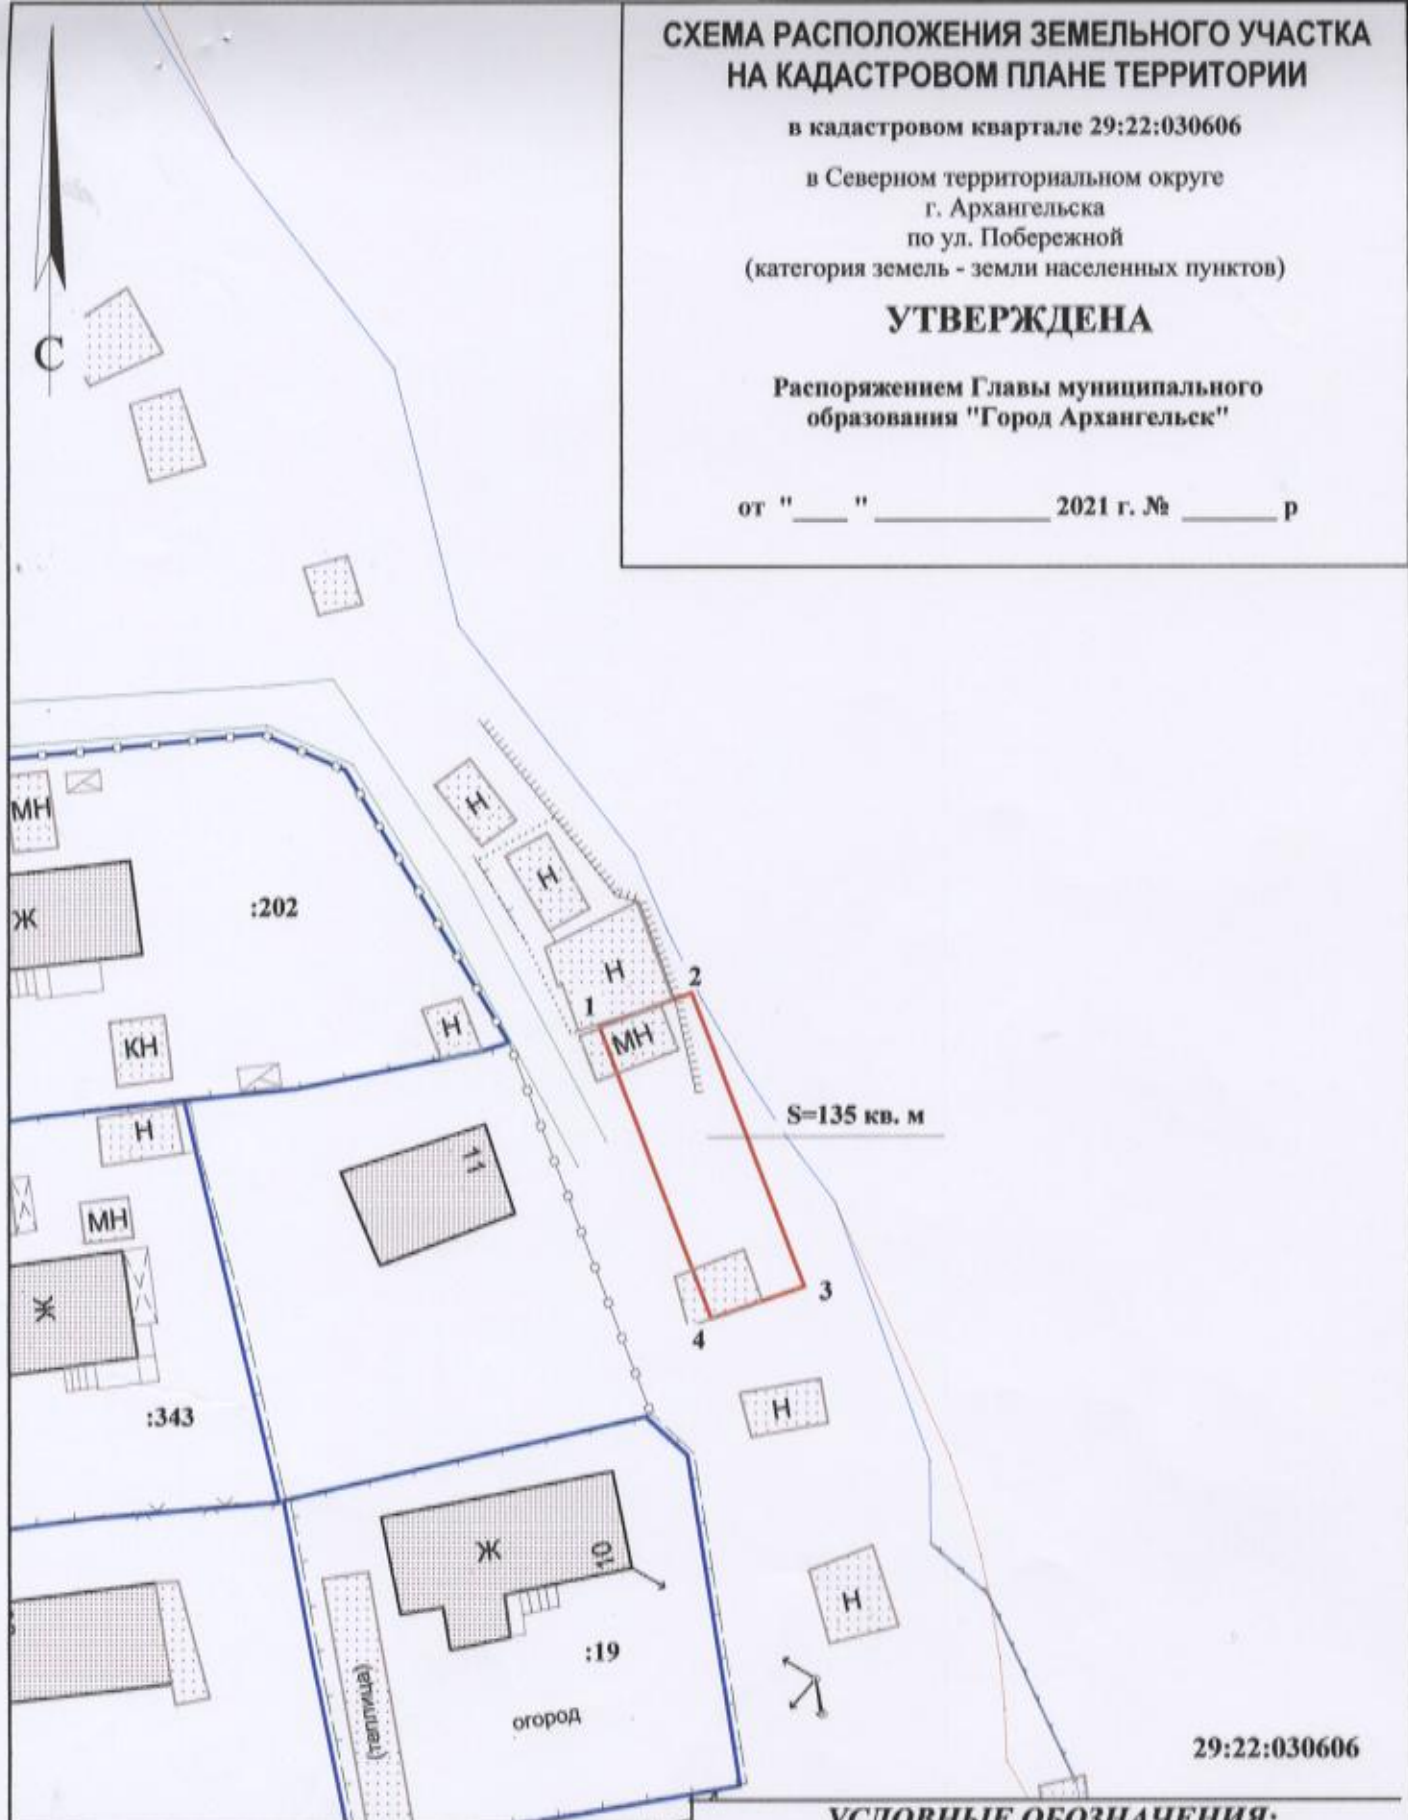 СХЕМА РАСПОЛОЖЕНИЯ ЗЕМЕЛЬНОГО УЧАСТКА
НА КАДАСТРОВОМ ПЛАНЕ ТЕРРИТОРИИ
в кадастровом квартале 29:22:030606
в Северном территориальном округе
г. Архангельска
по ул. Побережной
(категория земель - земли населенных пунктов)
УТВЕРЖДЕНА
Распоряжением Главы муниципального
образования "Город Архангельск"
от "____ " _____________ 2021 г. № _______ р
С
МН
Н
Н
Ж
:202
Н
2
1
МН
Н
КН
Н
S=135 кв. м
11
МН
Ж
3
4
:343
Н
Ж
10
Н
:19
(теплица)
огород
29:22:030606
УСЛОВНЫЕ ОБОЗНАЧЕНИЯ: